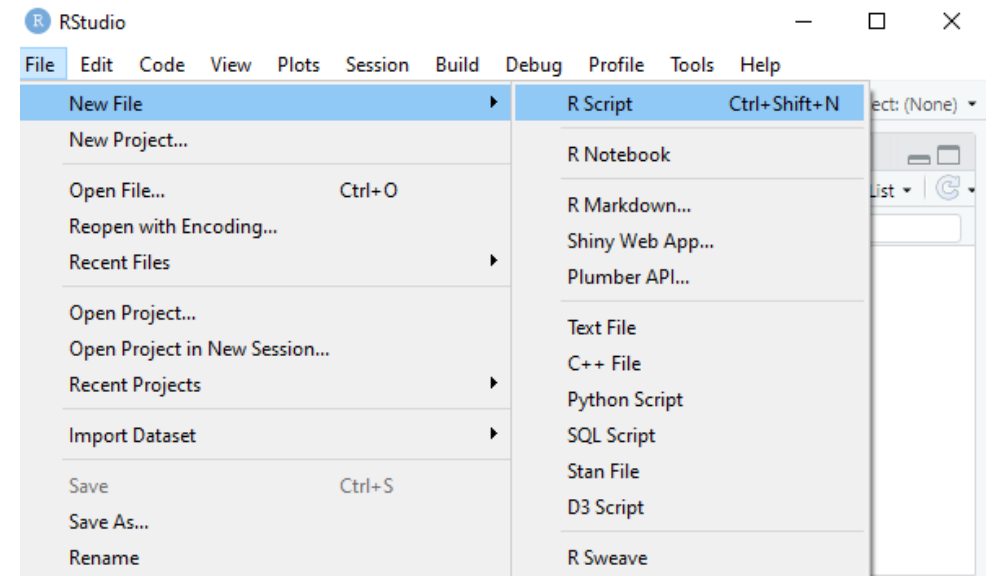 R RStudio
File Edit Code View Plots Session Build Debug Profile Tools Help
New File
New Project...
Open File... Ctrl+O
Reopen with Encoding...
Recent Files
Open Project...
Open Project in New Session...
Recent Projects
Import Dataset
Save Ctrl+S
Save As...
Rename
R Script Ctrl+Shift+N
R Notebook
R Markdown...
Shiny Web App...
Plumber API...
Text File
C++ File
Python Script
SQL Script
Stan File
D3 Script
R Sweave
ect: (None)
List